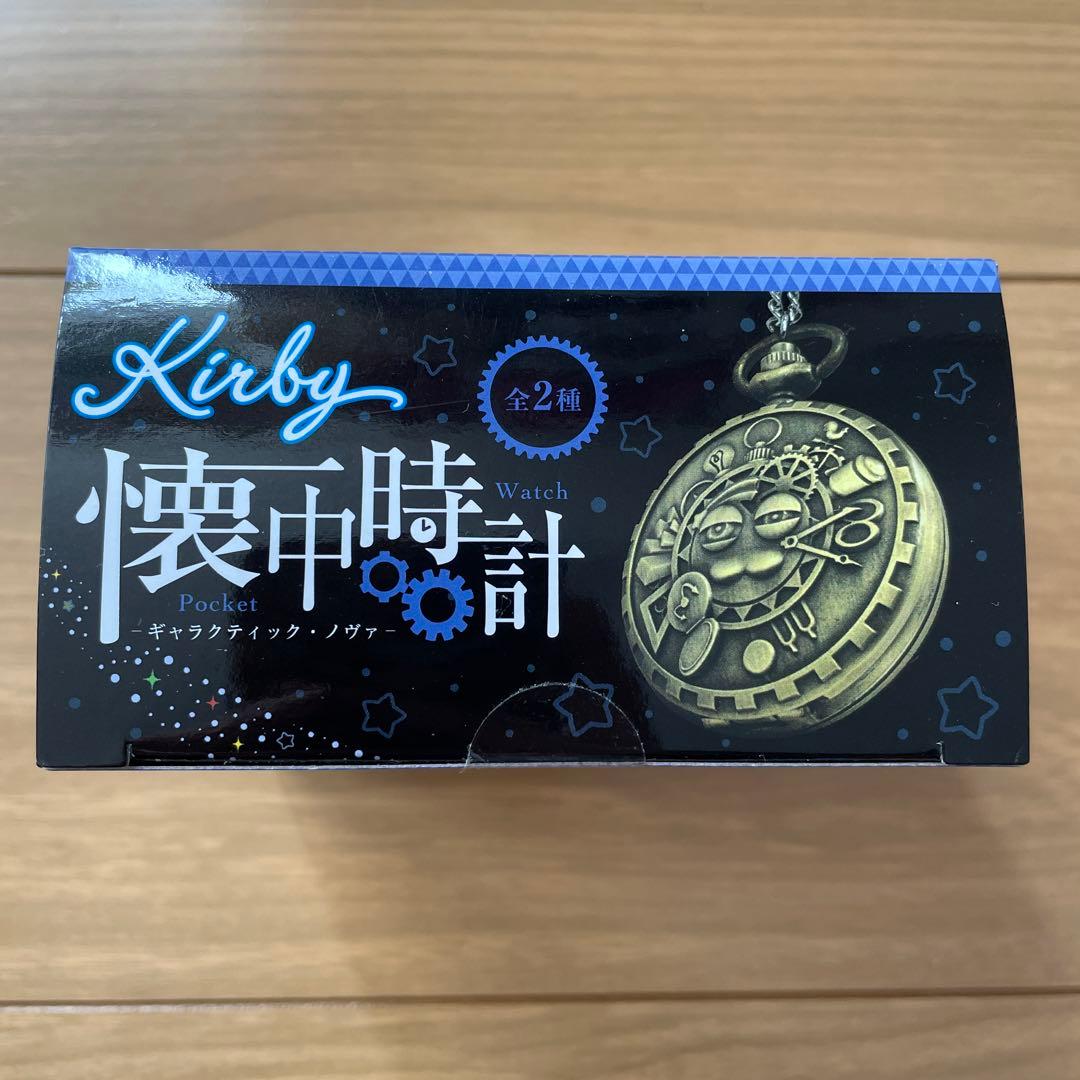 Kirby
全2種
懐中時計
Watch
Pocket
-ギャラクティック・ノヴァ-